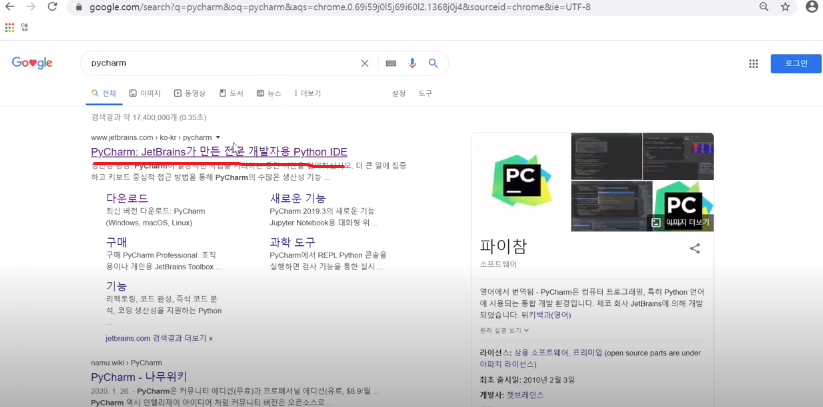 google.com/search?q=pycharm&oq=pycharm&aqs=chrome.0.69i59j0l5j69i60l2.1368j0j4&sourceid=chrome&ie=UTF-8
앱
Google
pycharm
로그인
전체 이미지 동영상 도서 뉴스 더보기 설정 도구
검색결과 약 17,400,000개 (0.35초)
www.jetbrains.com › ko-kr › pycharm
PyCharm: JetBrains가 만든 전문 개발자용 Python IDE
더 큰 열에 집중
하고 키보드 중심적 접근 방법을 통해 PyCharm의 수많은 생산성 기능 ...
다운로드
최신 버전 다운로드: PyCharm
(Windows, macOS, Linux)
새로운 기능
PyCharm 2019.3의 새로운 기능.
Jupyter Notebook용 대화형 위 ...
구매
구매 PyCharm Professional: 조직
용이나 개인용 JetBrains Toolbox ...
과학 도구
PyCharm에서 REPL Python 콘솔을
실행하면 검사 기능을 통한 실시 ...
기능
리팩토링, 코드 완성, 즉석 코드 분
석, 코딩 생산성을 지원하는 Python
...
jetbrains.com 검색결과 더보기 »
namu.wiki › PyCharm
PyCharm - 나무위키
2020. 1. 26. - PyCharm은 커뮤니티 에디션(무료)과 프로페셔널 에디션(유료, $8.9/월 ...
PyCharm 역시 인텔리제이 아이디어 처럼 커뮤니티 버전은 오픈소스로 ...
PC
PC
이미지 더보기
파이참
소프트웨어
영어에서 번역됨 - PyCharm은 컴퓨터 프로그래밍, 특히 Python 언어
에 사용되는 통합 개발 환경입니다. 체코 회사 JetBrains에 의해 개발
되었습니다. 위키백과(영어)
원래 설명 보기
라이선스: 상용 소프트웨어, 프리미엄 (open source parts are under
아파치 라이선스)
최초 출시일: 2010년 2월 3일
개발자: 젯브레인스